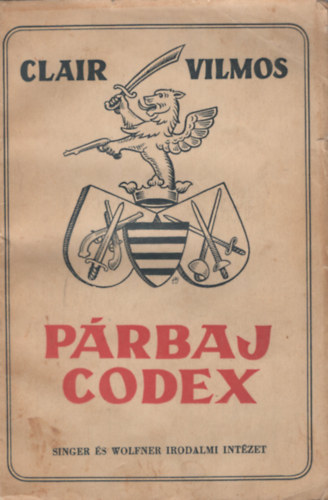 CLAIR VILMOS
PÁRBAJ
CODEX
SINGER ÉS WOLFNER IRODALMI INTÉZET